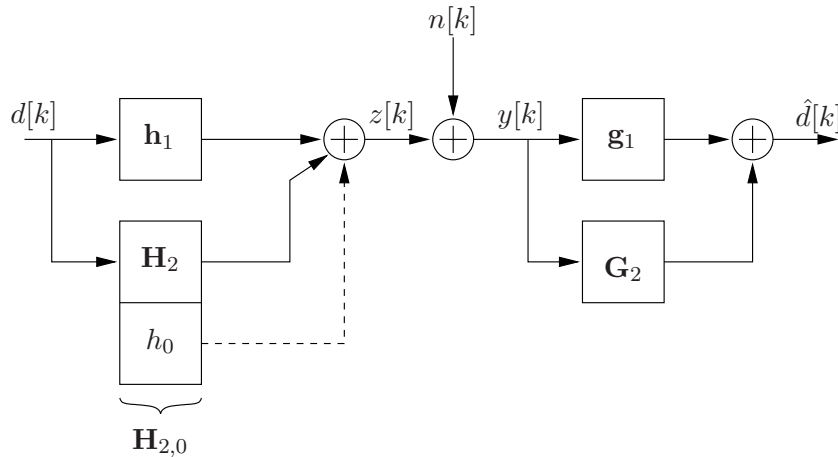 n[k]
d[k]
h₁
z[k]
y[k]
g₁
d̂[k]
H₂
G₂
h₀
H₂,₀